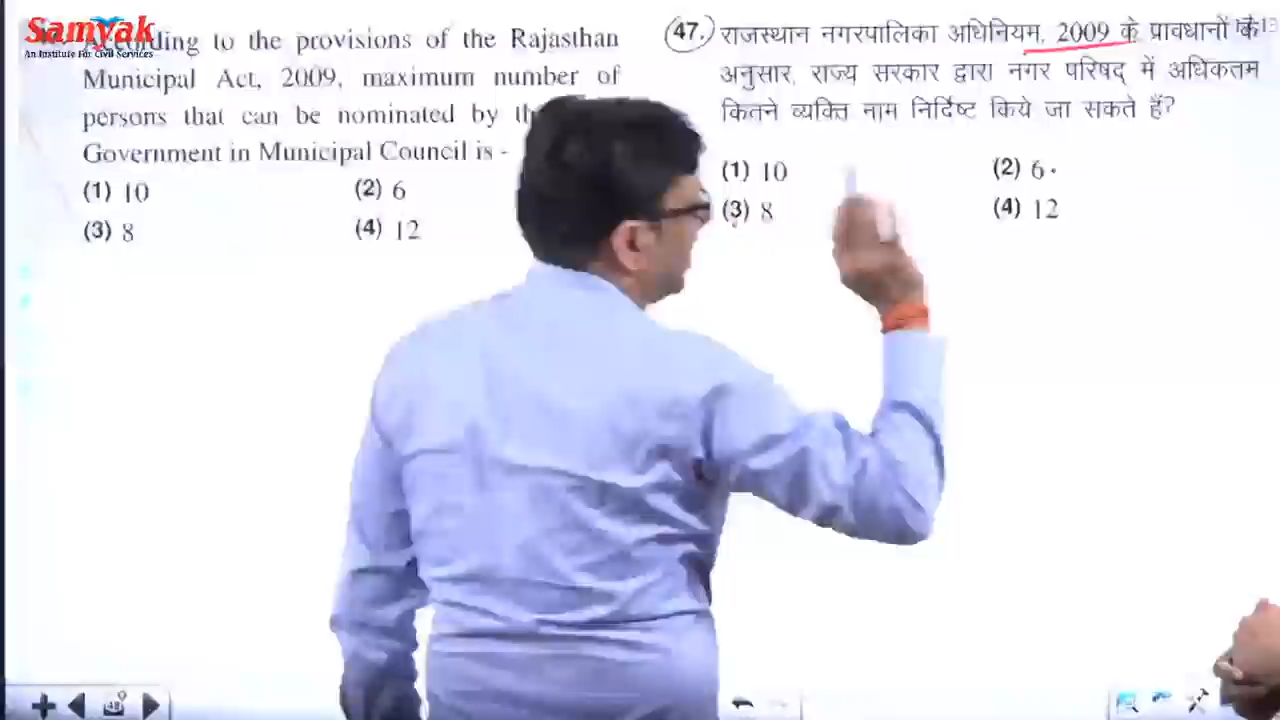 Samyak
An Institute For Civil Services
According to the provisions of the Rajasthan
Municipal Act, 2009, maximum number of
persons that can be nominated by
Government in Municipal Council is -
(1) 10
(2) 6
(3) 8
(4) 12
47. राजस्थान नगरपालिका अधिनियम, 2009 के प्रावधानों के
अनुसार, राज्य सरकार द्वारा नगर परिषद् में अधिकतम
कितने व्यक्ति नाम निर्दिष्ट किये जा सकते हैं?
(1) 10
(2) 6
(3) 8
(4) 12